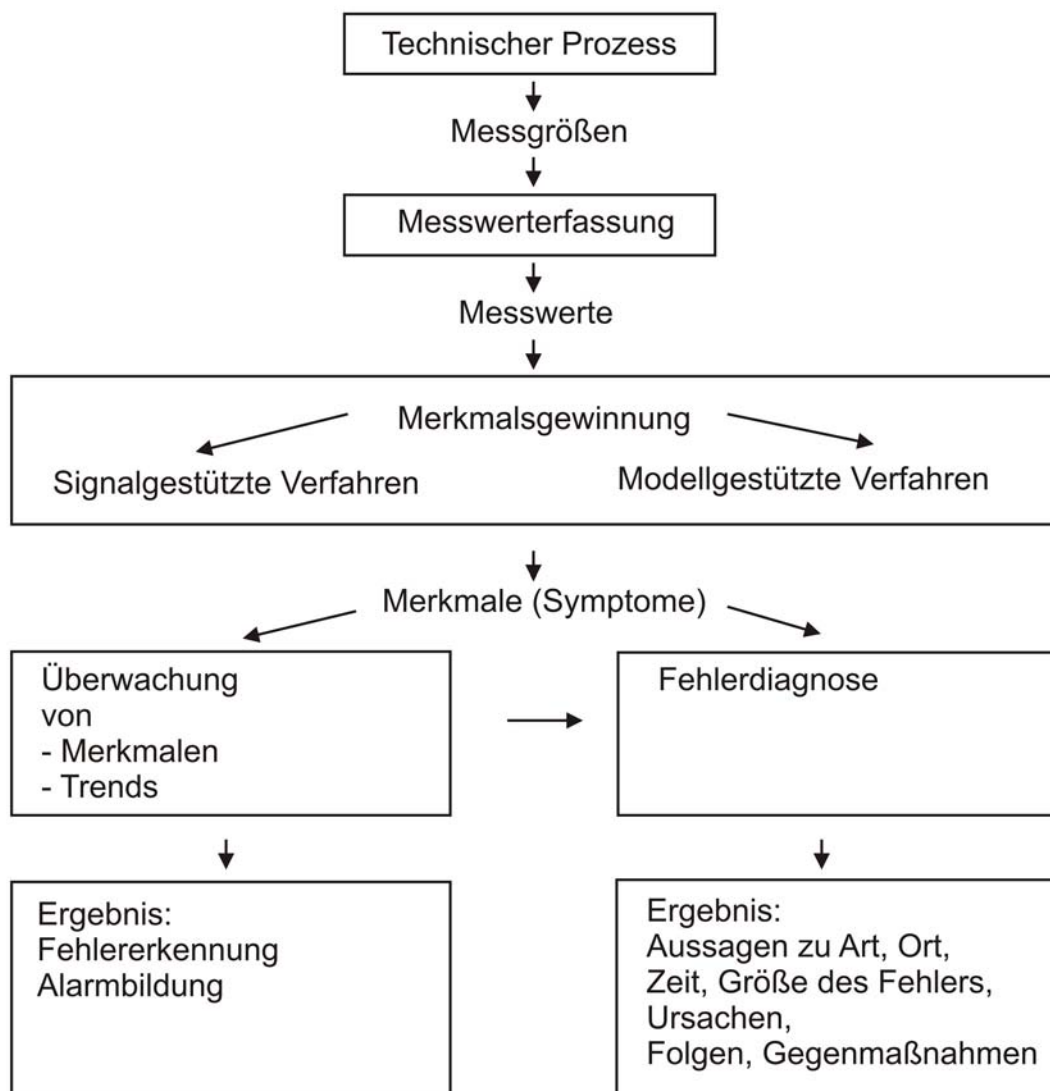 Technischer Prozess
Messgrößen
Messwerterfassung
Messwerte
Merkmalsgewinnung
Signalgestützte Verfahren
Modellgestützte Verfahren
Merkmale (Symptome)
Überwachung
von
- Merkmalen
- Trends
Fehlerdiagnose
Ergebnis:
Fehlererkennung
Alarmbildung
Ergebnis:
Aussagen zu Art, Ort,
Zeit, Größe des Fehlers,
Ursachen,
Folgen, Gegenmaßnahmen